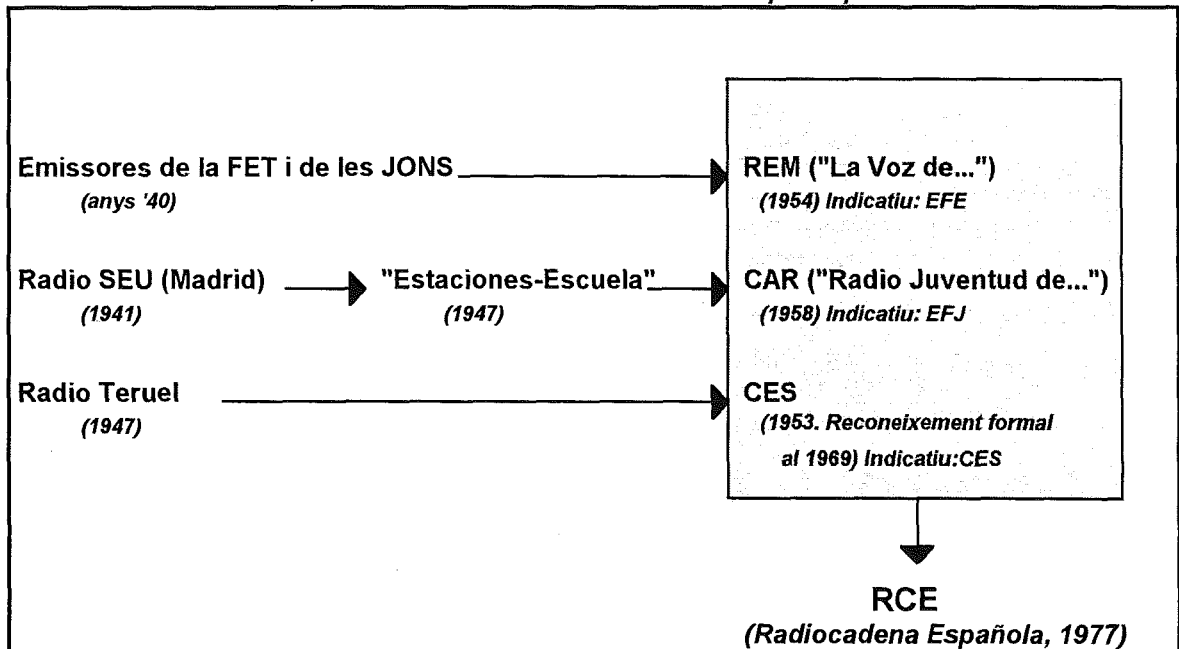 Emissores de la FET i de les JONS
(anys '40)
REM ("La Voz de...")
(1954) Indicatiu: EFE
Radio SEU (Madrid)
(1941)
"Estaciones-Escuela"
(1947)
CAR ("Radio Juventud de...")
(1958) Indicatiu: EFJ
Radio Teruel
(1947)
CES
(1953. Reconeixement formal
al 1969) Indicatiu:CES
RCE
(Radiocadena Española, 1977)